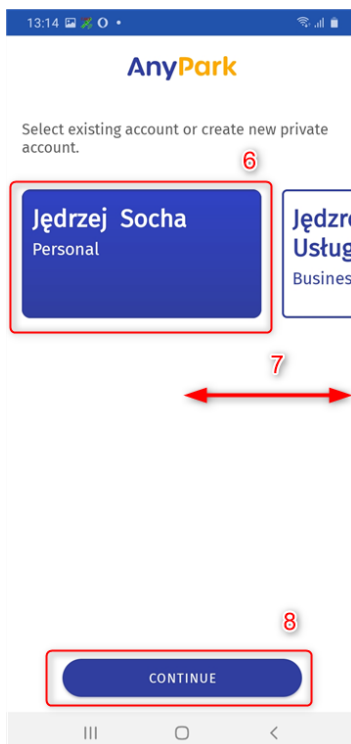 13:14
AnyPark
Select existing account or create new private
account.
6
Jędrzej Socha
Personal
Jędzre
Usług
Busines
7
8
CONTINUE